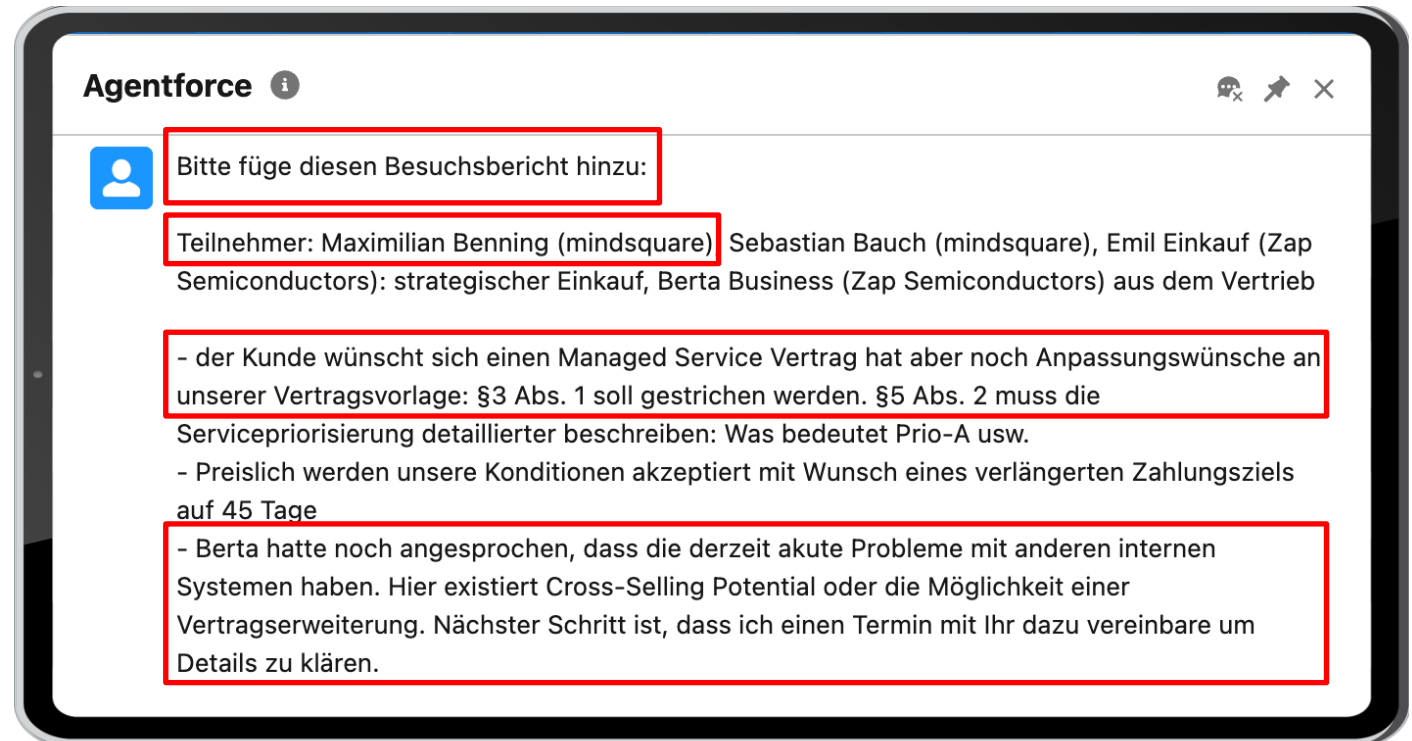 Agentforce
Bitte füge diesen Besuchsbericht hinzu:
Teilnehmer: Maximilian Benning (mindsquare), Sebastian Bauch (mindsquare), Emil Einkauf (Zap
Semiconductors): strategischer Einkauf, Berta Business (Zap Semiconductors) aus dem Vertrieb
- der Kunde wünscht sich einen Managed Service Vertrag hat aber noch Anpassungswünsche an
unserer Vertragsvorlage: §3 Abs. 1 soll gestrichen werden. §5 Abs. 2 muss die
Servicepriorisierung detaillierter beschreiben: Was bedeutet Prio-A usw.
- Preislich werden unsere Konditionen akzeptiert mit Wunsch eines verlängerten Zahlungsziels
auf 45 Tage
- Berta hatte noch angesprochen, dass die derzeit akute Probleme mit anderen internen
Systemen haben. Hier existiert Cross-Selling Potential oder die Möglichkeit einer
Vertragserweiterung. Nächster Schritt ist, dass ich einen Termin mit Ihr dazu vereinbare um
Details zu klären.